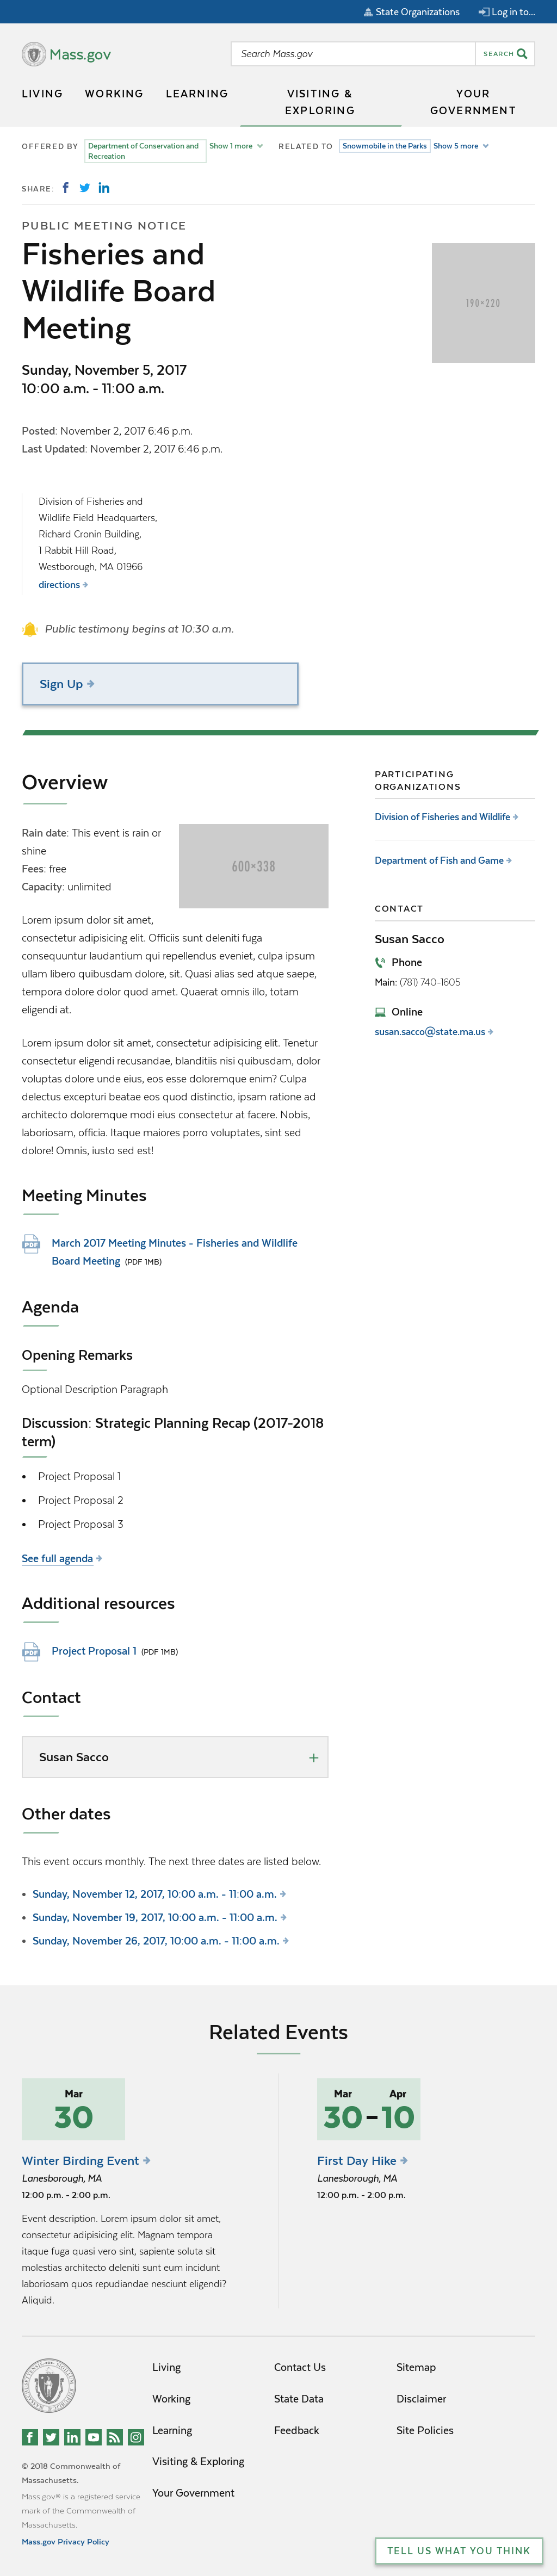 State Organizations Log in to...
Mass.gov Search Mass.gov SEARCH
LIVING WORKING LEARNING VISITING & EXPLORING YOUR GOVERNMENT
OFFERED BY Department of Conservation and Recreation Show 1 more RELATED TO Snowmobile in the Parks Show 5 more
SHARE:
PUBLIC MEETING NOTICE
Fisheries and
Wildlife Board
Meeting
190×220
Sunday, November 5, 2017
10:00 a.m. - 11:00 a.m.
Posted: November 2, 2017 6:46 p.m.
Last Updated: November 2, 2017 6:46 p.m.
Division of Fisheries and
Wildlife Field Headquarters,
Richard Cronin Building,
1 Rabbit Hill Road,
Westborough, MA 01966
directions
Public testimony begins at 10:30 a.m.
Sign Up
Overview
Rain date: This event is rain or
shine
Fees: free
Capacity: unlimited
600×338
Lorem ipsum dolor sit amet,
consectetur adipisicing elit. Officiis sunt deleniti fuga
consequuntur laudantium qui repellendus eveniet, culpa ipsum
ullam libero quibusdam dolore, sit. Quasi alias sed atque saepe,
tempora dolore dolor quod amet. Quaerat omnis illo, totam
eligendi at.
Lorem ipsum dolor sit amet, consectetur adipisicing elit. Tenetur
consectetur eligendi recusandae, blanditiis nisi quibusdam, dolor
voluptas dolore unde eius, eos esse doloremque enim? Culpa
delectus excepturi beatae eos quod distinctio, ipsam ratione ad
architecto doloremque modi eius consectetur at facere. Nobis,
laboriosam, officia. Itaque maiores porro voluptates, sint sed
dolore! Omnis, iusto sed est!
Meeting Minutes
PDF March 2017 Meeting Minutes - Fisheries and Wildlife
Board Meeting (PDF 1MB)
Agenda
Opening Remarks
Optional Description Paragraph
Discussion: Strategic Planning Recap (2017-2018
term)
• Project Proposal 1
• Project Proposal 2
• Project Proposal 3
See full agenda
Additional resources
PDF Project Proposal 1 (PDF 1MB)
Contact
Susan Sacco +
Other dates
This event occurs monthly. The next three dates are listed below.
• Sunday, November 12, 2017, 10:00 a.m. - 11:00 a.m.
• Sunday, November 19, 2017, 10:00 a.m. - 11:00 a.m.
• Sunday, November 26, 2017, 10:00 a.m. - 11:00 a.m.
PARTICIPATING
ORGANIZATIONS
Division of Fisheries and Wildlife
Department of Fish and Game
CONTACT
Susan Sacco
Phone
Main: (781) 740-1605
Online
susan.sacco@state.ma.us
Related Events
Mar
30
Winter Birding Event
Lanesborough, MA
12:00 p.m. - 2:00 p.m.
Event description. Lorem ipsum dolor sit amet,
consectetur adipisicing elit. Magnam tempora
itaque fuga quasi vero sint, sapiente soluta sit
molestias architecto deleniti sunt eum incidunt
laboriosam quos repudiandae nesciunt eligendi?
Aliquid.
Mar Apr
30-10
First Day Hike
Lanesborough, MA
12:00 p.m. - 2:00 p.m.
© 2018 Commonwealth of
Massachusetts.
Mass.gov® is a registered service
mark of the Commonwealth of
Massachusetts.
Mass.gov Privacy Policy
Living
Working
Learning
Visiting & Exploring
Your Government
Contact Us
State Data
Feedback
Sitemap
Disclaimer
Site Policies
TELL US WHAT YOU THINK